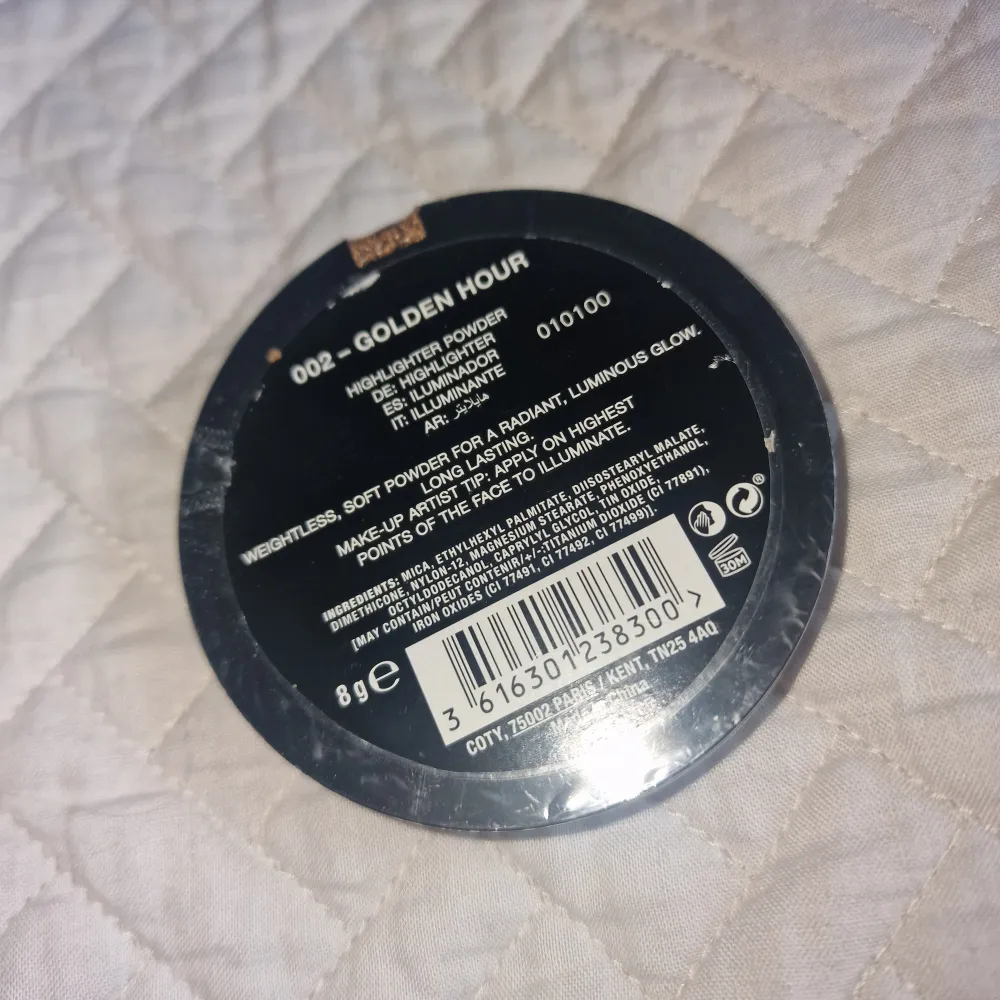 002 – GOLDEN HOUR
010100
HIGHLIGHTER POWDER
DE: HIGHLIGHTER
ES: ILUMINADOR
IT: ILLUMINANTE
AR: هايلايتر
WEIGHTLESS, SOFT POWDER FOR A RADIANT, LUMINOUS GLOW.
LONG LASTING.
MAKE-UP ARTIST TIP: APPLY ON HIGHEST
POINTS OF THE FACE TO ILLUMINATE.
INGREDIENTS: MICA, ETHYLHEXYL PALMITATE, DIISOSTEARYL MALATE,
DIMETHICONE, NYLON-12, MAGNESIUM STEARATE, PHENOXYETHANOL,
OCTYLDODECANOL, CAPRYLYL GLYCOL, TIN OXIDE,
[MAY CONTAIN/PEUT CONTENIR/+/-:TITANIUM DIOXIDE (CI 77891),
IRON OXIDES (CI 77491, CI 77492, CI 77499)].
®
30M
8 g e
3 616301 238300 >
COTY, 75002 PARIS / KENT, TN25 4AQ
China